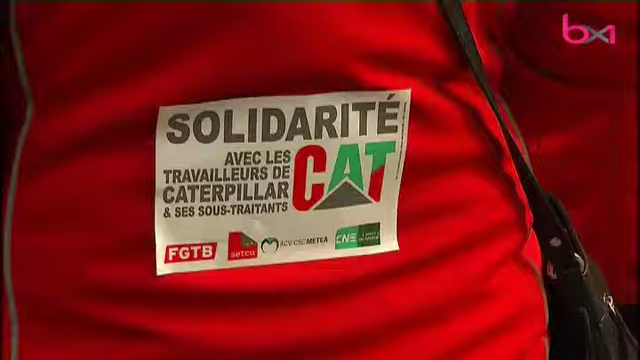 bx1
SOLIDARITÉ
AVEC LES
TRAVAILLEURS DE
CATERPILLAR
& SES SOUS-TRAITANTS
CAT
FGTB
setca
ACV-CSC METEA
CNE